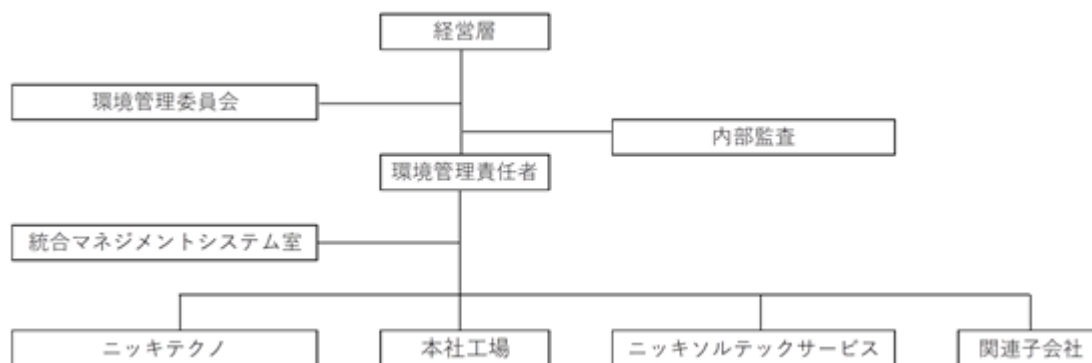 経営層
環境管理委員会
内部監査
環境管理責任者
統合マネジメントシステム室
ニッキテクノ
本社工場
ニッキソルテックサービス
関連子会社